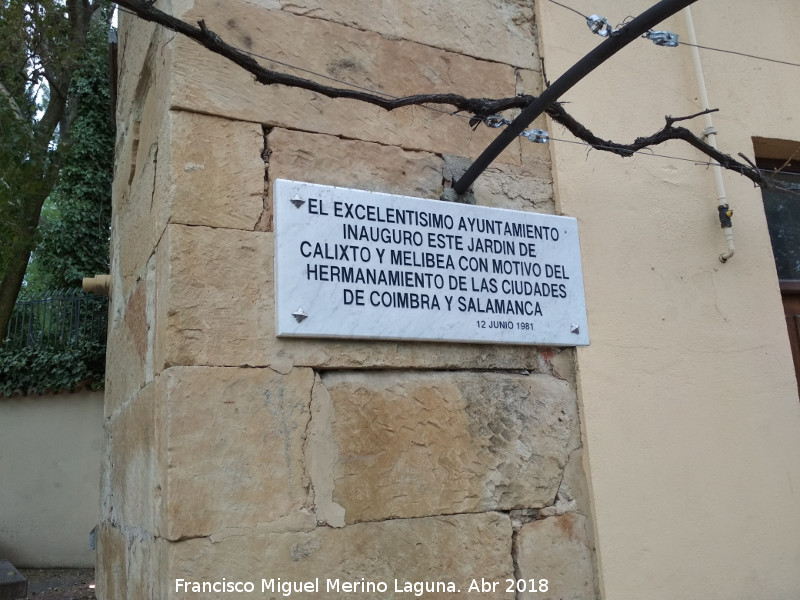 EL EXCELENTISIMO AYUNTAMIENTO
INAUGURO ESTE JARDIN DE
CALIXTO Y MELIBEA CON MOTIVO DEL
HERMANAMIENTO DE LAS CIUDADES
DE COIMBRA Y SALAMANCA
12 JUNIO 1981
Francisco Miguel Merino Laguna. Abr 2018